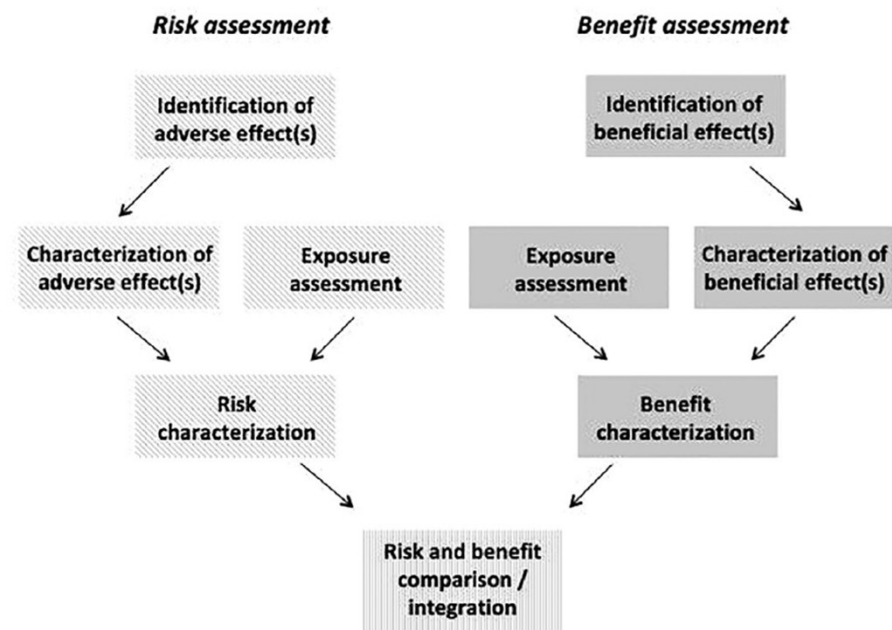 Risk assessment
Benefit assessment
Identification of
adverse effect(s)
Identification of
beneficial effect(s)
Characterization of
adverse effect(s)
Exposure
assessment
Exposure
assessment
Characterization of
beneficial effect(s)
Risk
characterization
Benefit
characterization
Risk and benefit
comparison /
integration